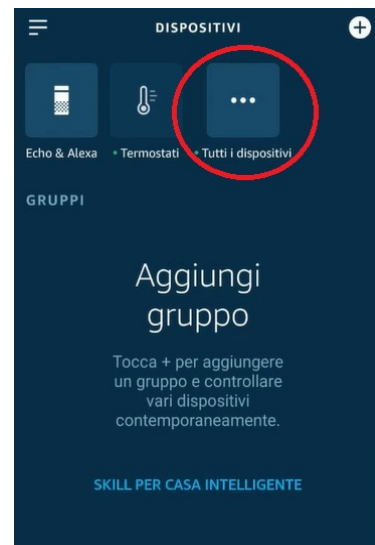 DISPOSITIVI
Echo & Alexa • Termostati • Tutti i dispositivi
GRUPPI
Aggiungi
gruppo
Tocca + per aggiungere
un gruppo e controllare
vari dispositivi
contemporaneamente.
SKILL PER CASA INTELLIGENTE